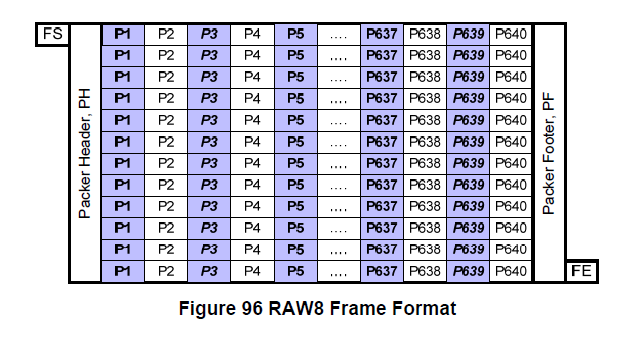 FS P1 P2 P3 P4 P5 .... P637 P638 P639 P640
P1 P2 P3 P4 P5 .... P637 P638 P639 P640
P1 P2 P3 P4 P5 .... P637 P638 P639 P640
P1 P2 P3 P4 P5 .... P637 P638 P639 P640
P1 P2 P3 P4 P5 .... P637 P638 P639 P640
P1 P2 P3 P4 P5 .... P637 P638 P639 P640
P1 P2 P3 P4 P5 .... P637 P638 P639 P640
P1 P2 P3 P4 P5 .... P637 P638 P639 P640
P1 P2 P3 P4 P5 .... P637 P638 P639 P640
P1 P2 P3 P4 P5 .... P637 P638 P639 P640
P1 P2 P3 P4 P5 .... P637 P638 P639 P640
P1 P2 P3 P4 P5 .... P637 P638 P639 P640 FE
Packer Header, PH
Packer Footer, PF
Figure 96 RAW8 Frame Format